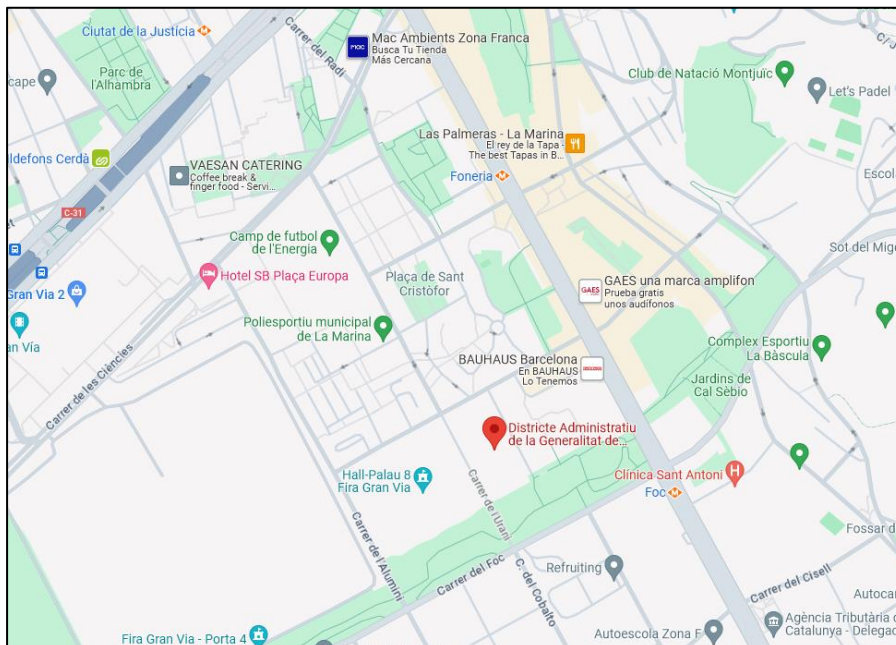 Ciutat de la Justícia
Carrer del Radi
Mac Ambients Zona Franca
Busca Tu Tienda
Más Cercana
MAC
cape
Parc de
l'Alhambra
Club de Natació Montjuïc
Let's Padel
Las Palmeras - La Marina
El rey de la Tapa -
The best Tapas in B...
ldefons Cerdà
VAESAN CATERING
Coffee break &
finger food - Servi...
Foneria
Escol
C-31
Camp de futbol
de l'Energia
Sot del Mige
Hotel SB Plaça Europa
Plaça de Sant
Cristòfor
GAES
GAES una marca amplifon
Prueba gratis
unos audífonos
Gran Via 2
Poliesportiu municipal
de La Marina
Complex Esportiu
La Bàscula
an Vía
BAUHAUS Barcelona
En BAUHAUS
Lo Tenemos
Carrer de les Ciències
Jardins de
Cal Sèbio
Districte Administratiu
de la Generalitat de...
Hall-Palau 8
Fira Gran Via
Carrer de l'Urani
Clínica Sant Antoni
Foc
Carrer de l'Alumini
Fossar d
Carrer del Foc
C. del Cobalto
Refruiting
Carrer del Cisell
Autocar
Fira Gran Via - Porta 4
Autoescola Zona F
Agència Tributària d
Catalunya - Delegac